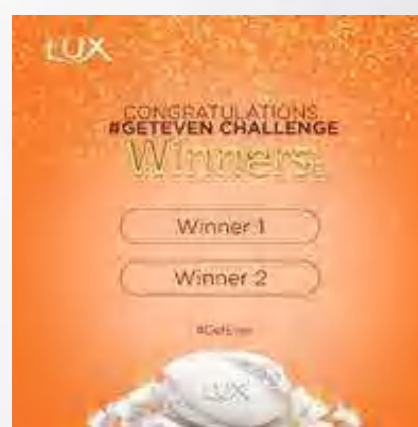 LUX
CONGRATULATIONS
#GETEVEN CHALLENGE
Winners
Winner 1
Winner 2
#GetEven
LUX